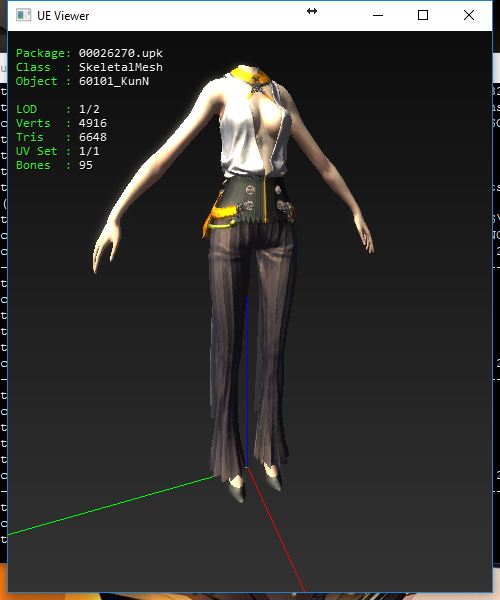 UE Viewer
Package: 00026270.upk
Class : SkeletalMesh
Object : 60101_KunN
LOD : 1/2
Verts : 4916
Tris : 6648
UV Set : 1/1
Bones : 95